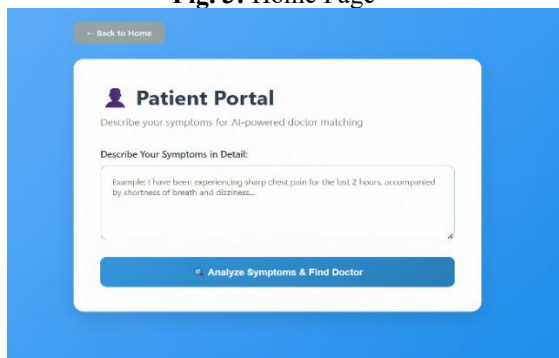 Fig. 3. Home Page
← Back to Home
Patient Portal
Describe your symptoms for AI-powered doctor matching
Describe Your Symptoms in Detail:
Example: I have been experiencing sharp chest pain for the last 2 hours, accompanied
by shortness of breath and dizziness...
Analyze Symptoms & Find Doctor